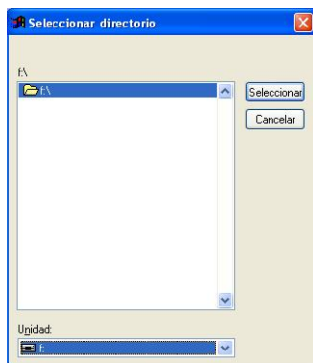 Seleccionar directorio
f:\
f:\
Seleccionar
Cancelar
Unidad:
f: